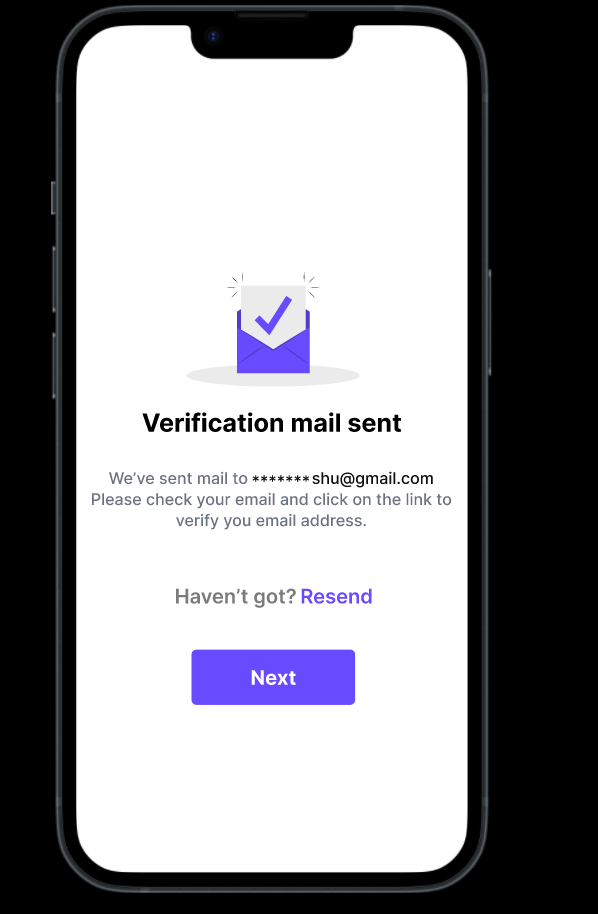 Verification mail sent
We’ve sent mail to *******shu@gmail.com
Please check your email and click on the link to
verify you email address.
Haven’t got? Resend
Next